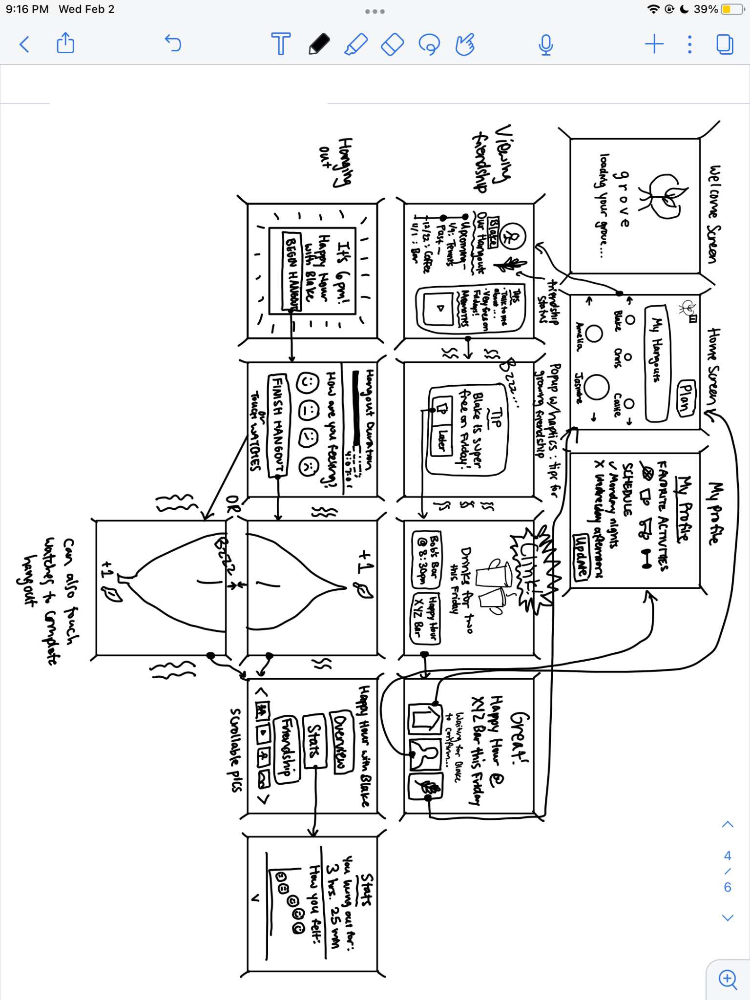 9:16 PM Wed Feb 2
39%
T
4
/
6
Welcome Screen
grove
loading your grove...
Home Screen
Plan
My Hangouts
Blake Chris Callie
Amelia Jasmine
My Profile
My Profile
FAVORITE ACTIVITIES
SCHEDULE
✓ Monday nights
X Wednesday afternoons
Update
Viewing
friendship
friendship
status
Blake
Our Hangouts
Upcoming -
1/9: Tennis
Past -
12/22: Coffee
11/1: Bar
Tips
• Talk to me
about...
• Very free on
Fridays!
Memories
Popup w/haptics: tips for
growing friendship
Bzzz...
TIP
Blake is super
free on Friday!
Later
Clink!
Drinks for two
this Friday
Bob's Bar
@ 8:30pm
Happy Hour
XYZ Bar
Great!
Happy Hour @
XYZ Bar this Friday
Waiting for Blake
to confirm...
Hanging
out
It's 6pm!
Happy Hour
with Blake
BEGIN HANGOUT
Hangout Duration
How are you feeling?
FINISH HANGOUT
or
TOUCH WATCHES
OR
+1
Bzzz
+1
Can also touch
watches to complete
hangout
Happy Hour with Blake
Overview
Stats
Friendship
< >
scrollable pics
Stats
You hung out for:
3 hrs. 25 min
How you felt: